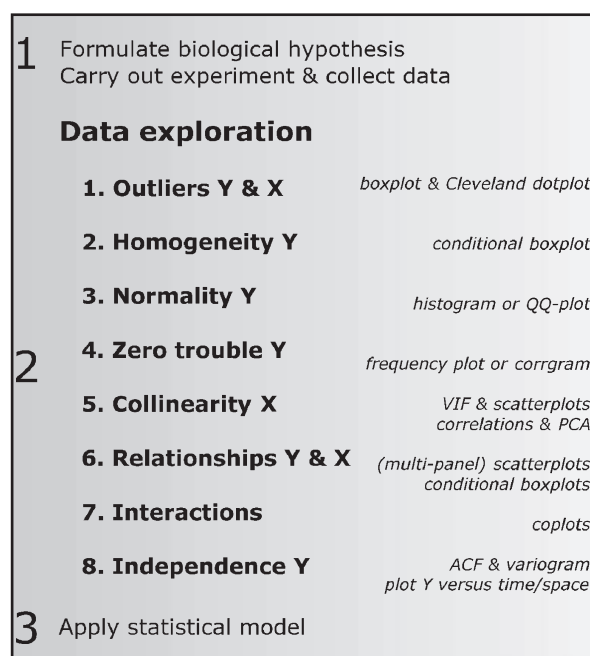 1 Formulate biological hypothesis
Carry out experiment & collect data
Data exploration
1. Outliers Y & X boxplot & Cleveland dotplot
2. Homogeneity Y conditional boxplot
3. Normality Y histogram or QQ-plot
4. Zero trouble Y frequency plot or corrgram
2
5. Collinearity X VIF & scatterplots
correlations & PCA
6. Relationships Y & X (multi-panel) scatterplots
conditional boxplots
7. Interactions coplots
8. Independence Y ACF & variogram
plot Y versus time/space
3 Apply statistical model